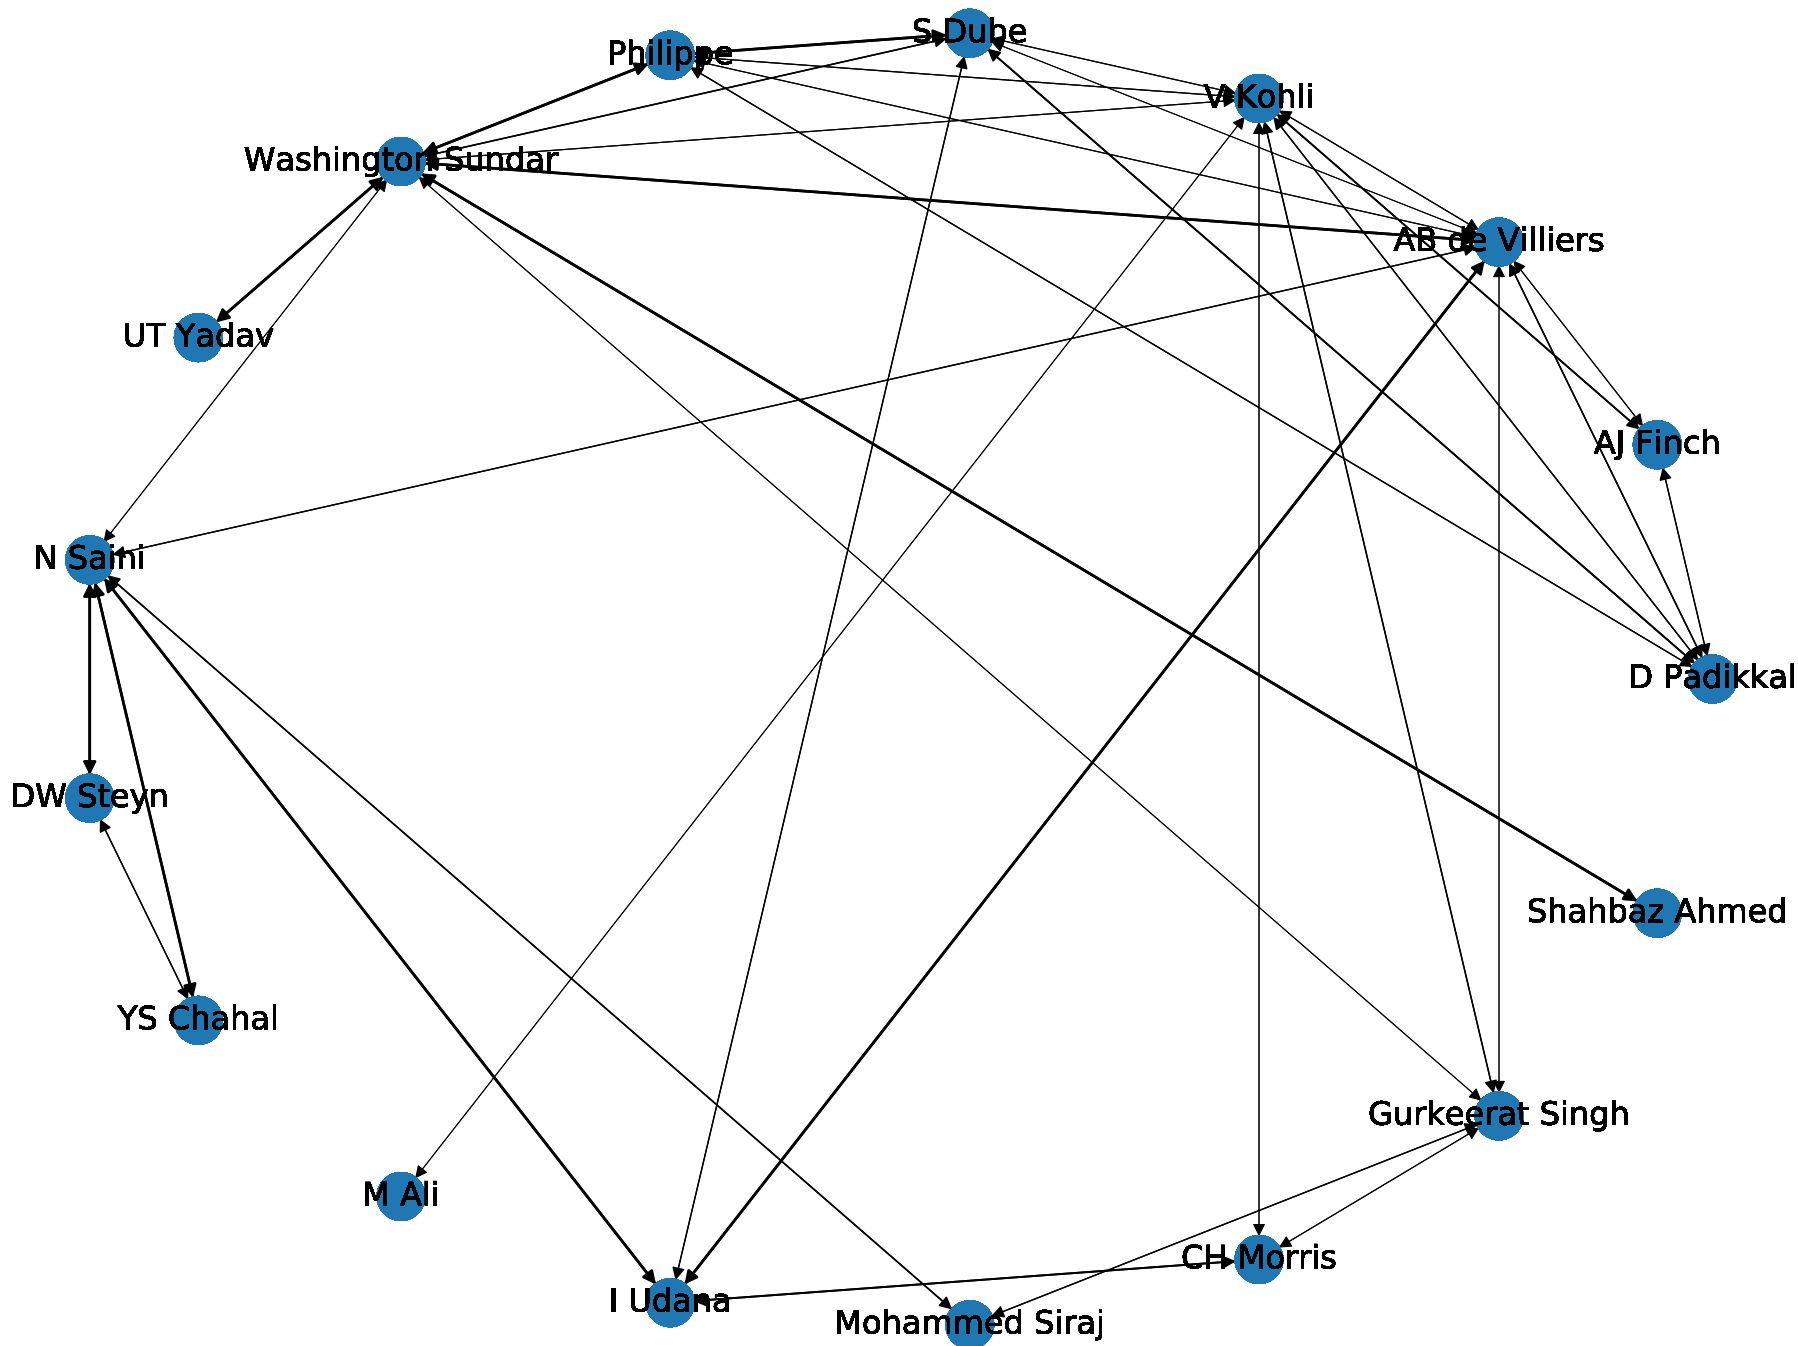 S Dube
Philippe
V Kohli
Washington Sundar
AB de Villiers
UT Yadav
AJ Finch
N Saini
D Padikkal
DW Steyn
Shahbaz Ahmed
YS Chahal
Gurkeerat Singh
M Ali
CH Morris
I Udana
Mohammed Siraj